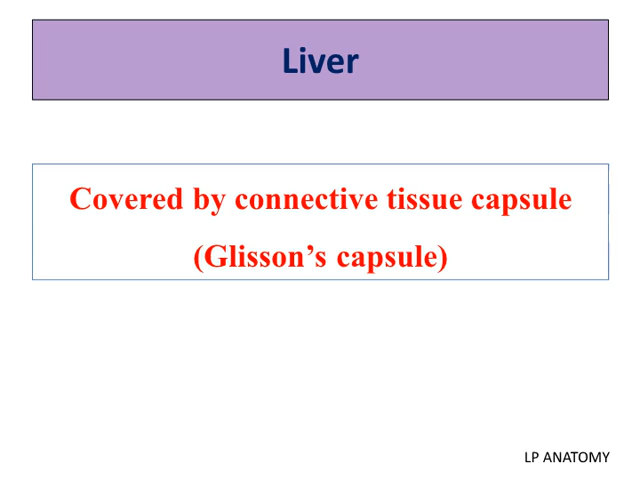 Liver
Covered by connective tissue capsule
(Glisson’s capsule)
LP ANATOMY